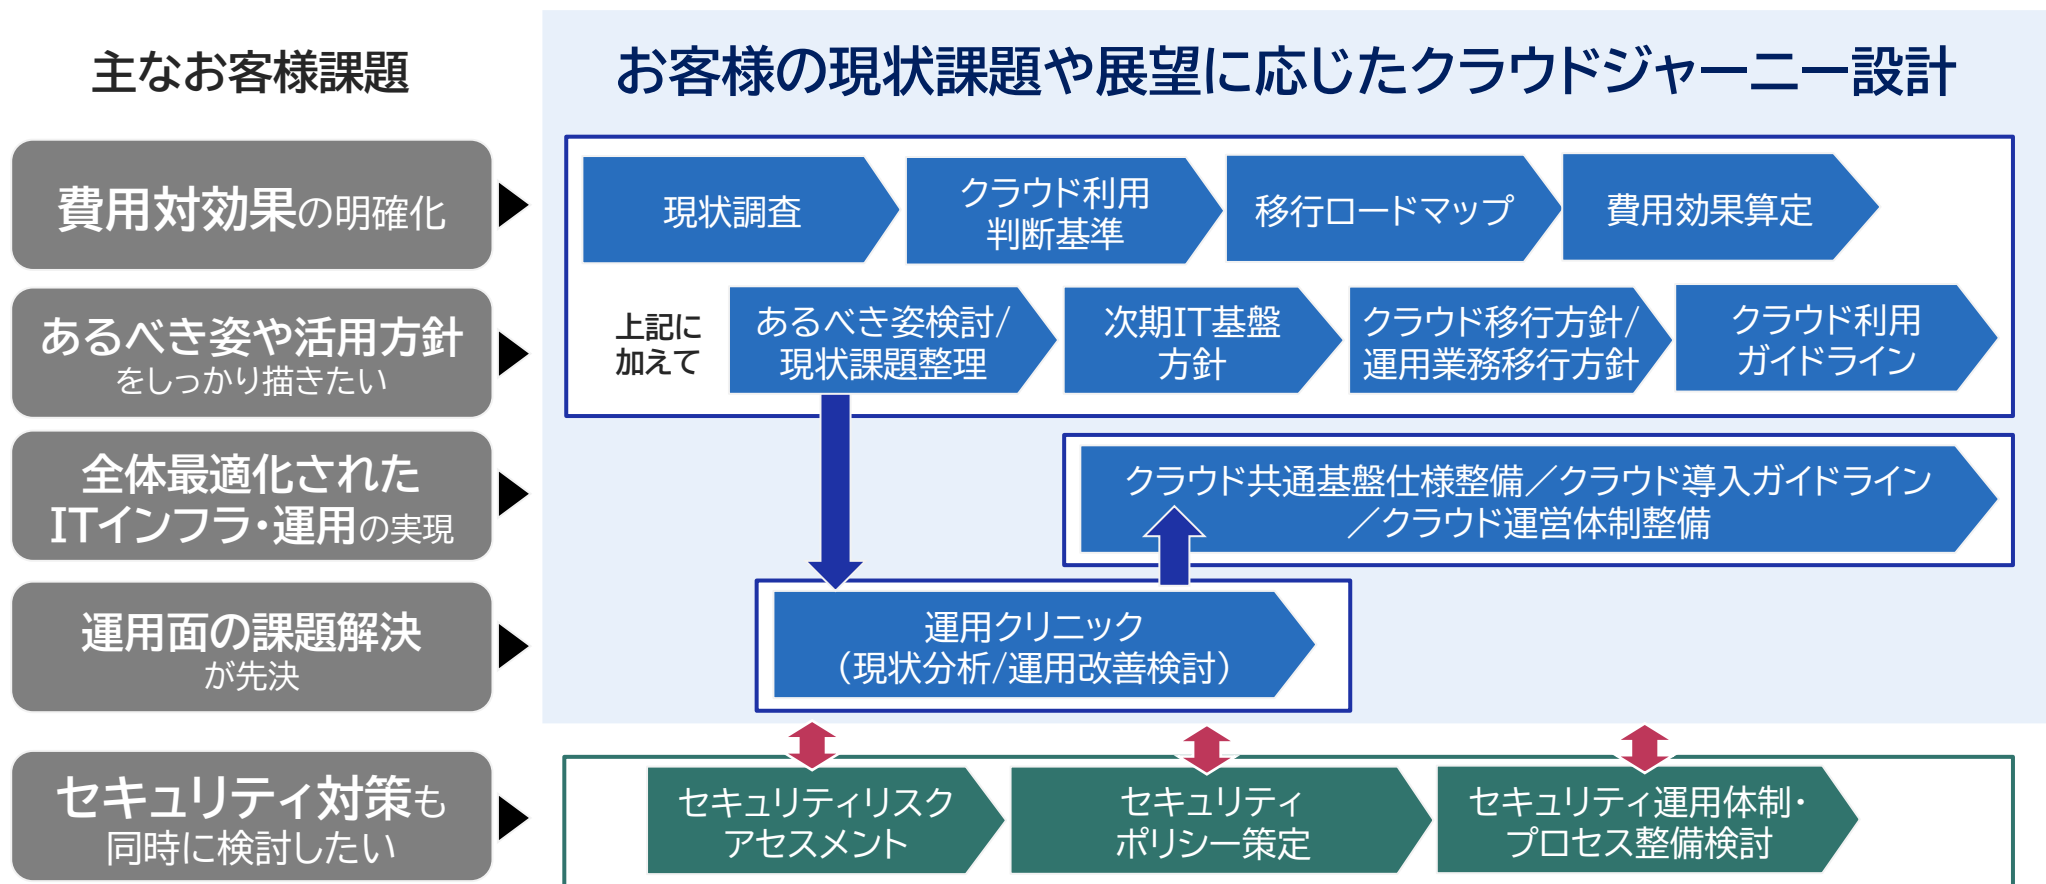 主なお客様課題
お客様の現状課題や展望に応じたクラウドジャーニー設計
費用対効果の明確化
現状調査
クラウド利用
判断基準
移行ロードマップ
費用効果算定
あるべき姿や活用方針
をしっかり描きたい
上記に
加えて
あるべき姿検討/
現状課題整理
次期IT基盤
方針
クラウド移行方針/
運用業務移行方針
クラウド利用
ガイドライン
全体最適化された
ITインフラ・運用の実現
クラウド共通基盤仕様整備／クラウド導入ガイドライン
／クラウド運営体制整備
運用面の課題解決
が先決
運用クリニック
（現状分析/運用改善検討）
セキュリティ対策も
同時に検討したい
セキュリティリスク
アセスメント
セキュリティ
ポリシー策定
セキュリティ運用体制・
プロセス整備検討